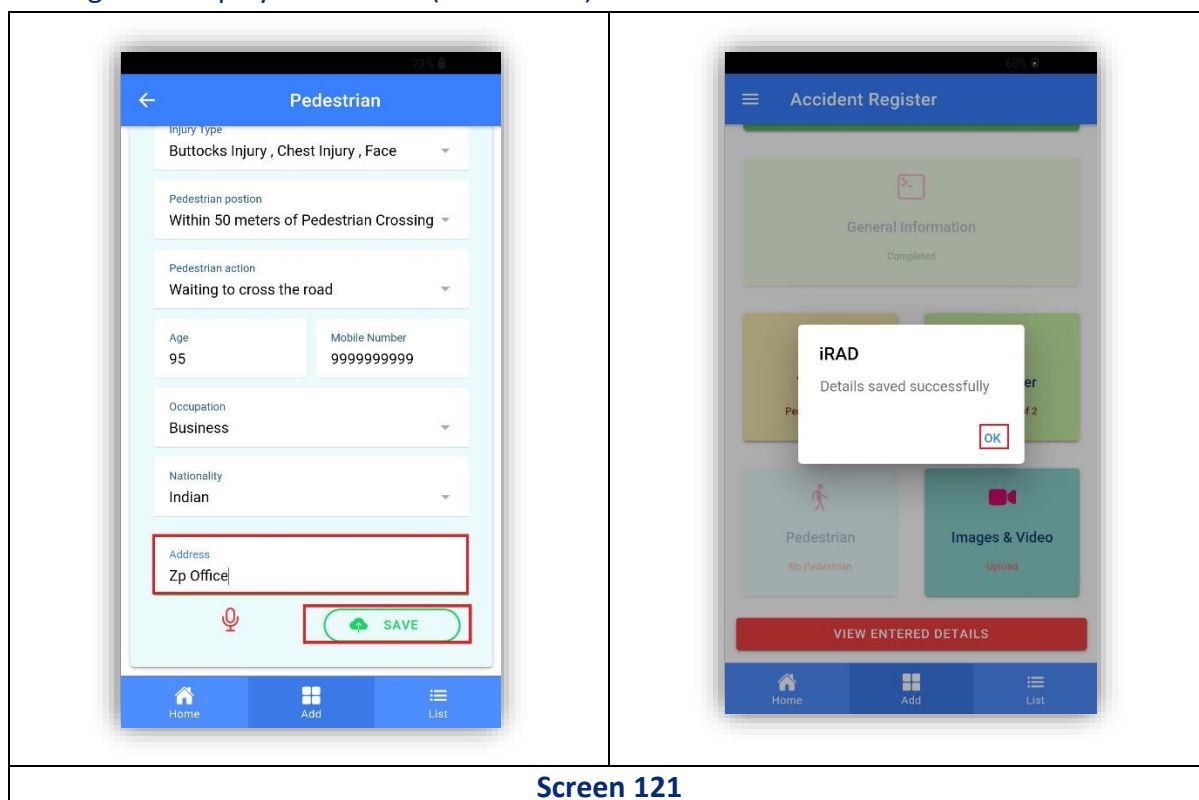 73%
Pedestrian
Injury Type
Buttocks Injury , Chest Injury , Face
Pedestrian postion
Within 50 meters of Pedestrian Crossing
Pedestrian action
Waiting to cross the road
Age
Mobile Number
95
9999999999
Occupation
Business
Nationality
Indian
Address
Zp Office
SAVE
Home
Add
List
60%
Accident Register
General Information
Completed
iRAD
Details saved successfully
er
Pe
f 2
OK
Pedestrian
Images & Video
No Pedestrian
Upload
VIEW ENTERED DETAILS
Home
Add
List
Screen 121